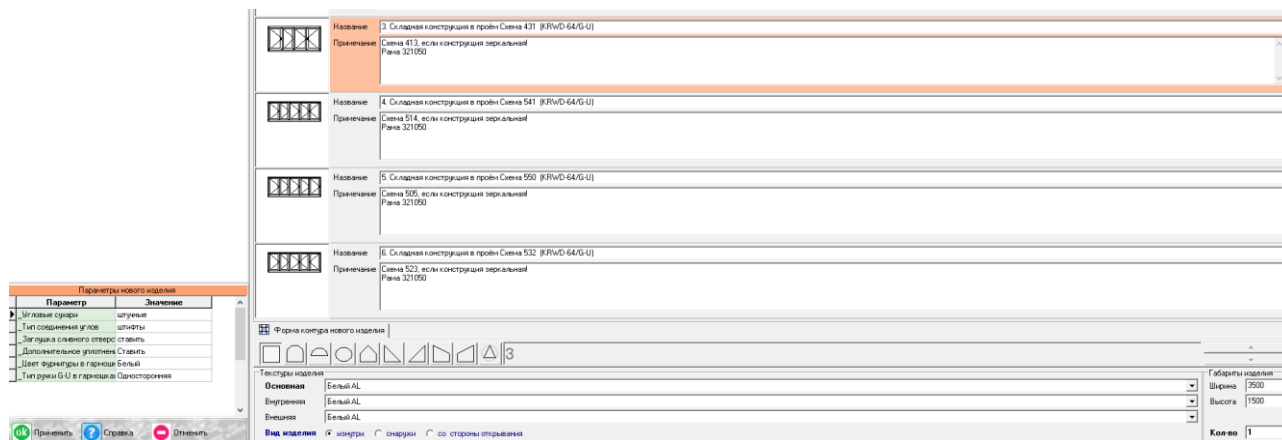 Название 3. Складная конструкция в проём Схема 431 (KRWD-64/G-U)
Примечание Схема 413, если конструкция зеркальная!
Рама 321050
Название 4. Складная конструкция в проём Схема 541 (KRWD-64/G-U)
Примечание Схема 514, если конструкция зеркальная!
Рама 321050
Название 5. Складная конструкция в проём Схема 550 (KRWD-64/G-U)
Примечание Схема 505, если конструкция зеркальная!
Рама 321050
Название 6. Складная конструкция в проём Схема 532 (KRWD-64/G-U)
Примечание Схема 523, если конструкция зеркальная!
Рама 321050
Параметры нового изделия
Параметр Значение
_Угловые сухари штучные
_Тип соединения углов штифты
_Заглушка сливного отверс ставить
_Дополнительное уплотнен Ставить
_Цвет фурнитуры в гармош Белый
_Тип ручки G-U в гармошка Односторонняя
ok Применить ? Справка Отменить
Форма контура нового изделия
3
Текстуры изделия
Основная Белый AL
Внутренняя Белый AL
Внешняя Белый AL
Вид изделия изнутри снаружи со стороны открывания
Габариты изделия
Ширина 3500
Высота 1500
Кол-во 1